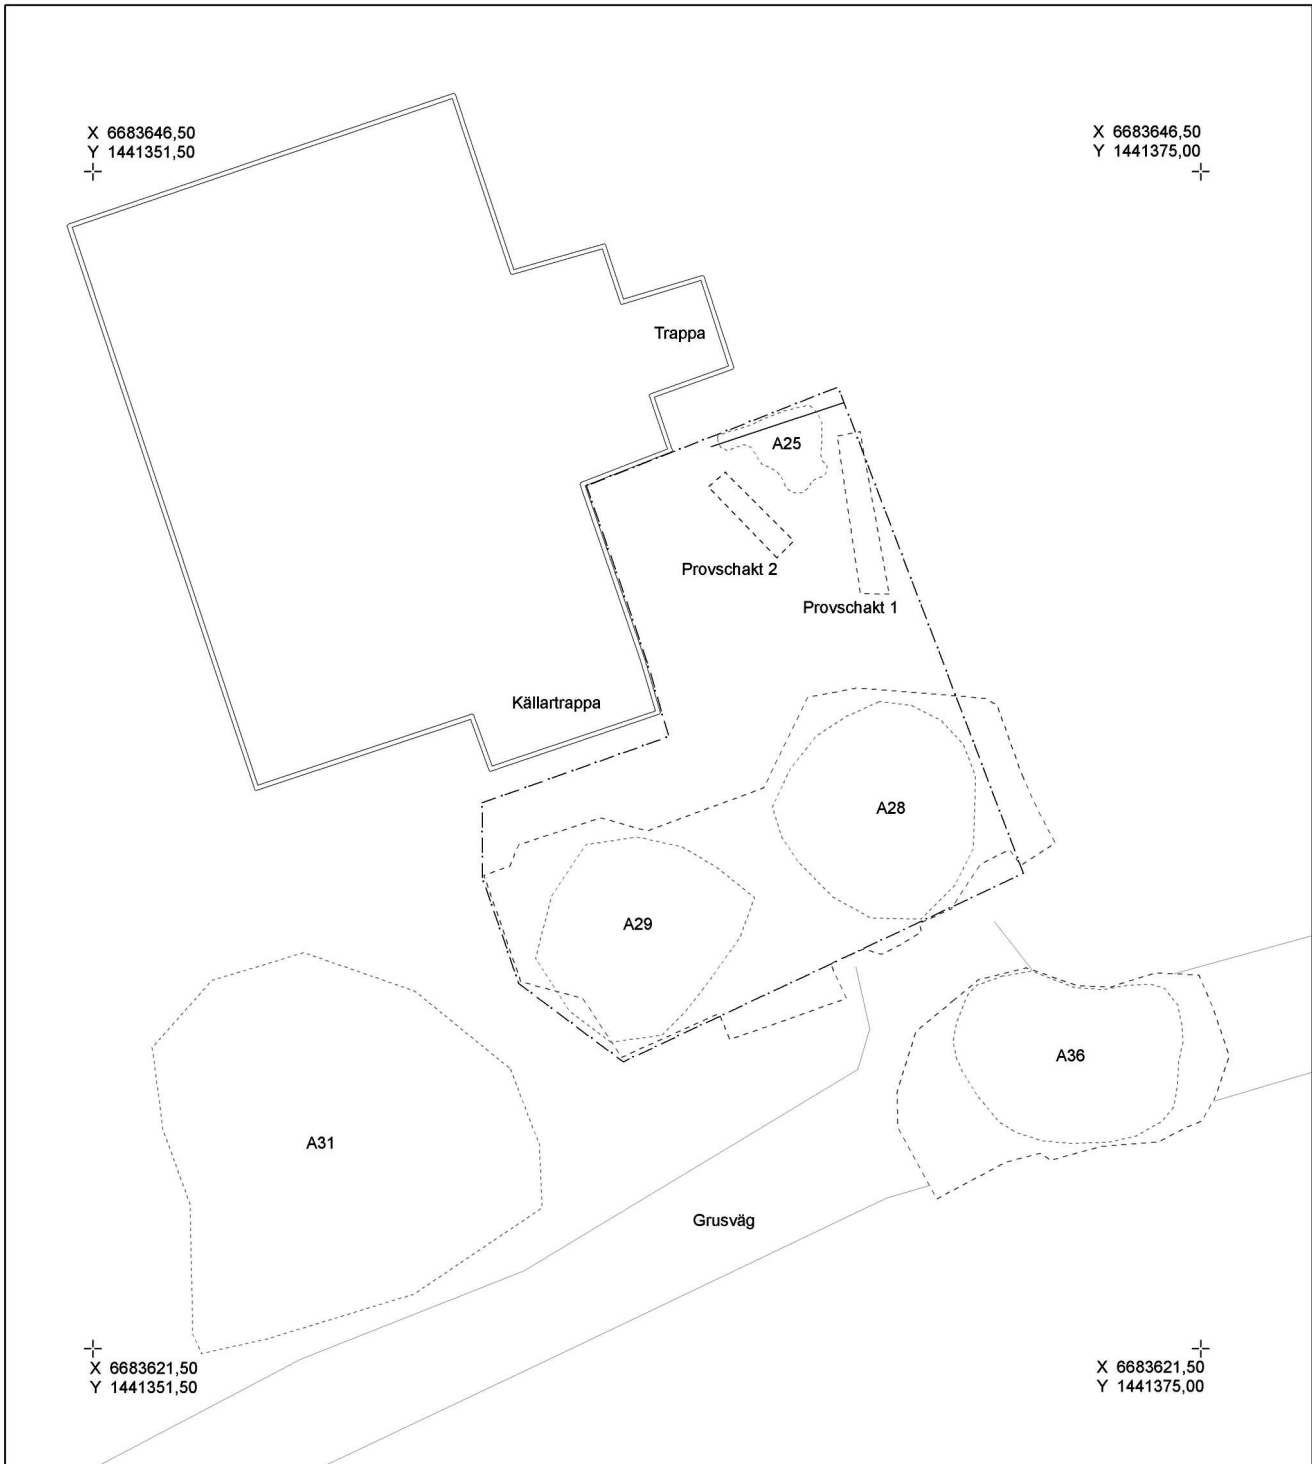 X 6683646,50
Y 1441351,50
X 6683646,50
Y 1441375,00
Trappa
A25
Provschakt 2
Provschakt 1
Källartrappa
A28
A29
A36
A31
Grusväg
X 6683621,50
Y 1441351,50
X 6683621,50
Y 1441375,00